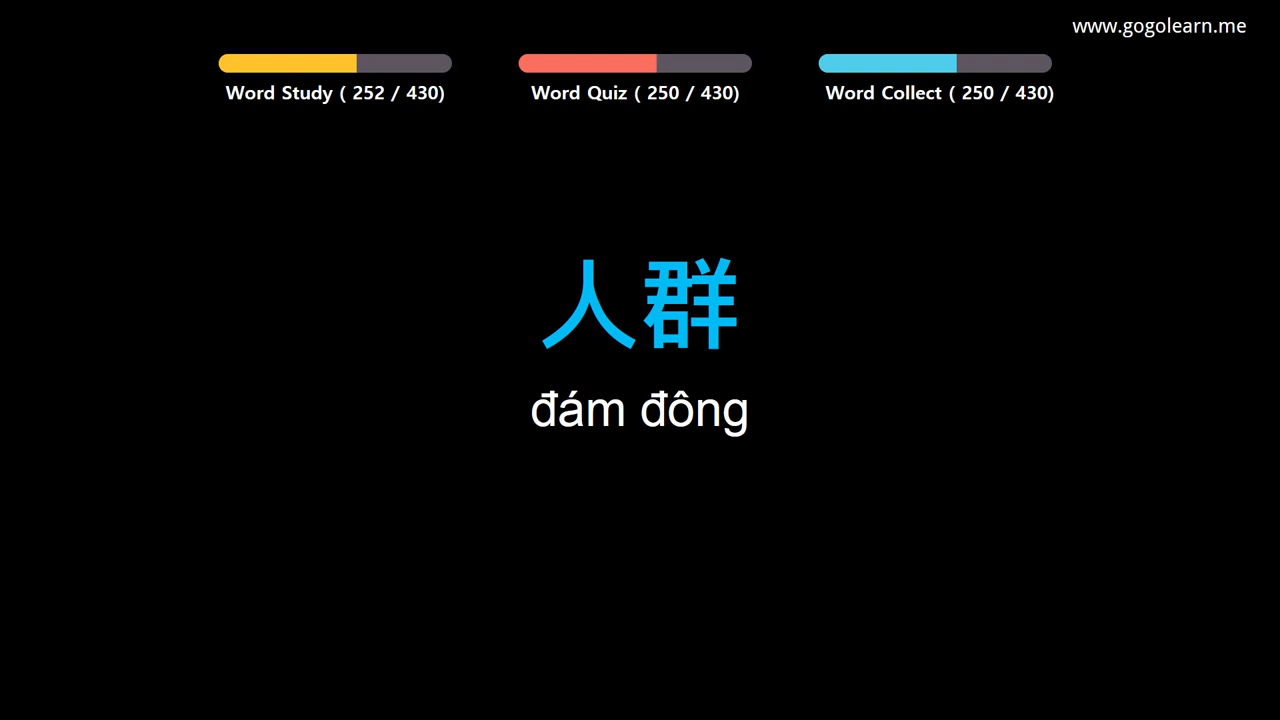 www.gogolearn.me
Word Study ( 252 / 430)
Word Quiz ( 250 / 430)
Word Collect ( 250 / 430)
人群
đám đông